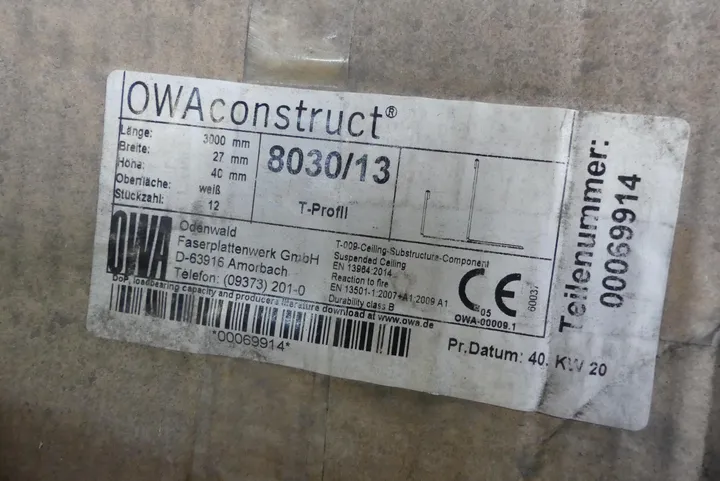 OWAconstruct®
Länge: 3000 mm
Breite: 27 mm
Höhe: 40 mm
Oberfläche: weiß
Stückzahl: 12
8030/13
T-Profil
OWA
Odenwald
Faserplattenwerk GmbH
D-63916 Amorbach
Telefon: (09373) 201-0
T-009-Ceiling-Substructure-Component
Suspended Ceiling
EN 13964:2014
Reaction to fire
EN 13501-1:2007+A1:2009 A1
Durability class B
CE
05
OWA-00009.1
60037
DoP, loadbearing capacity and producers literature download at www.owa.de
*00069914*
Pr.Datum: 40. KW 20
Teilenummer:
00069914